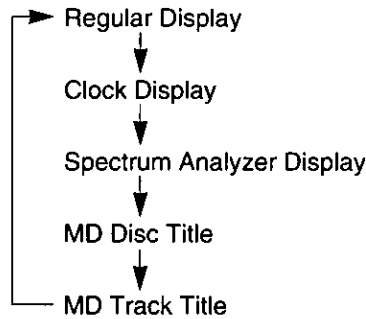 Regular Display
Clock Display
Spectrum Analyzer Display
MD Disc Title
MD Track Title